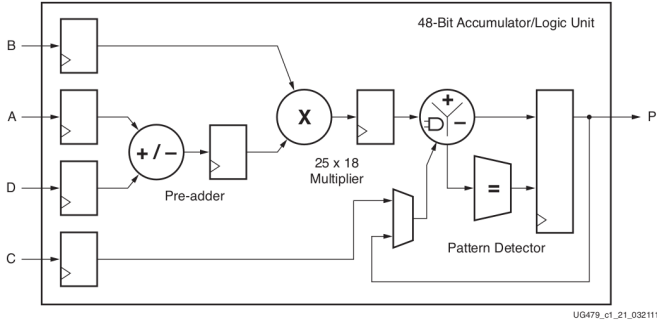 48-Bit Accumulator/Logic Unit
B
A
D
C
+ / −
Pre-adder
X
25 x 18
Multiplier
+
−
=
Pattern Detector
P
UG479_c1_21_032111